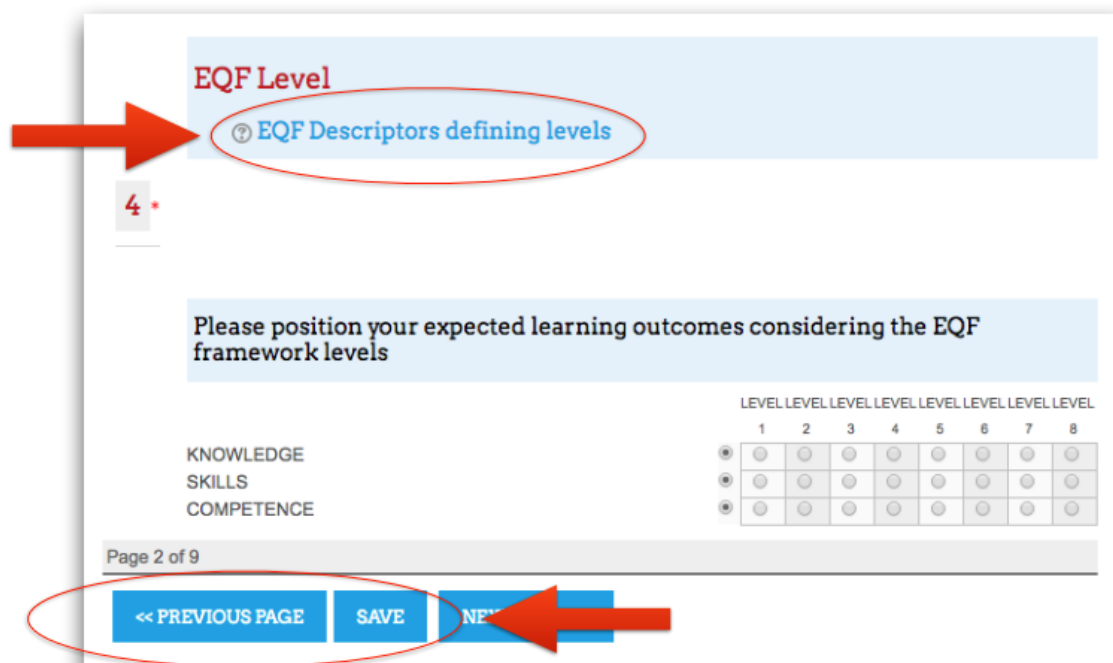 EQF Level
EQF Descriptors defining levels
4 *
Please position your expected learning outcomes considering the EQF
framework levels
LEVEL LEVEL LEVEL LEVEL LEVEL LEVEL LEVEL LEVEL
1 2 3 4 5 6 7 8
KNOWLEDGE
SKILLS
COMPETENCE
Page 2 of 9
<< PREVIOUS PAGE SAVE